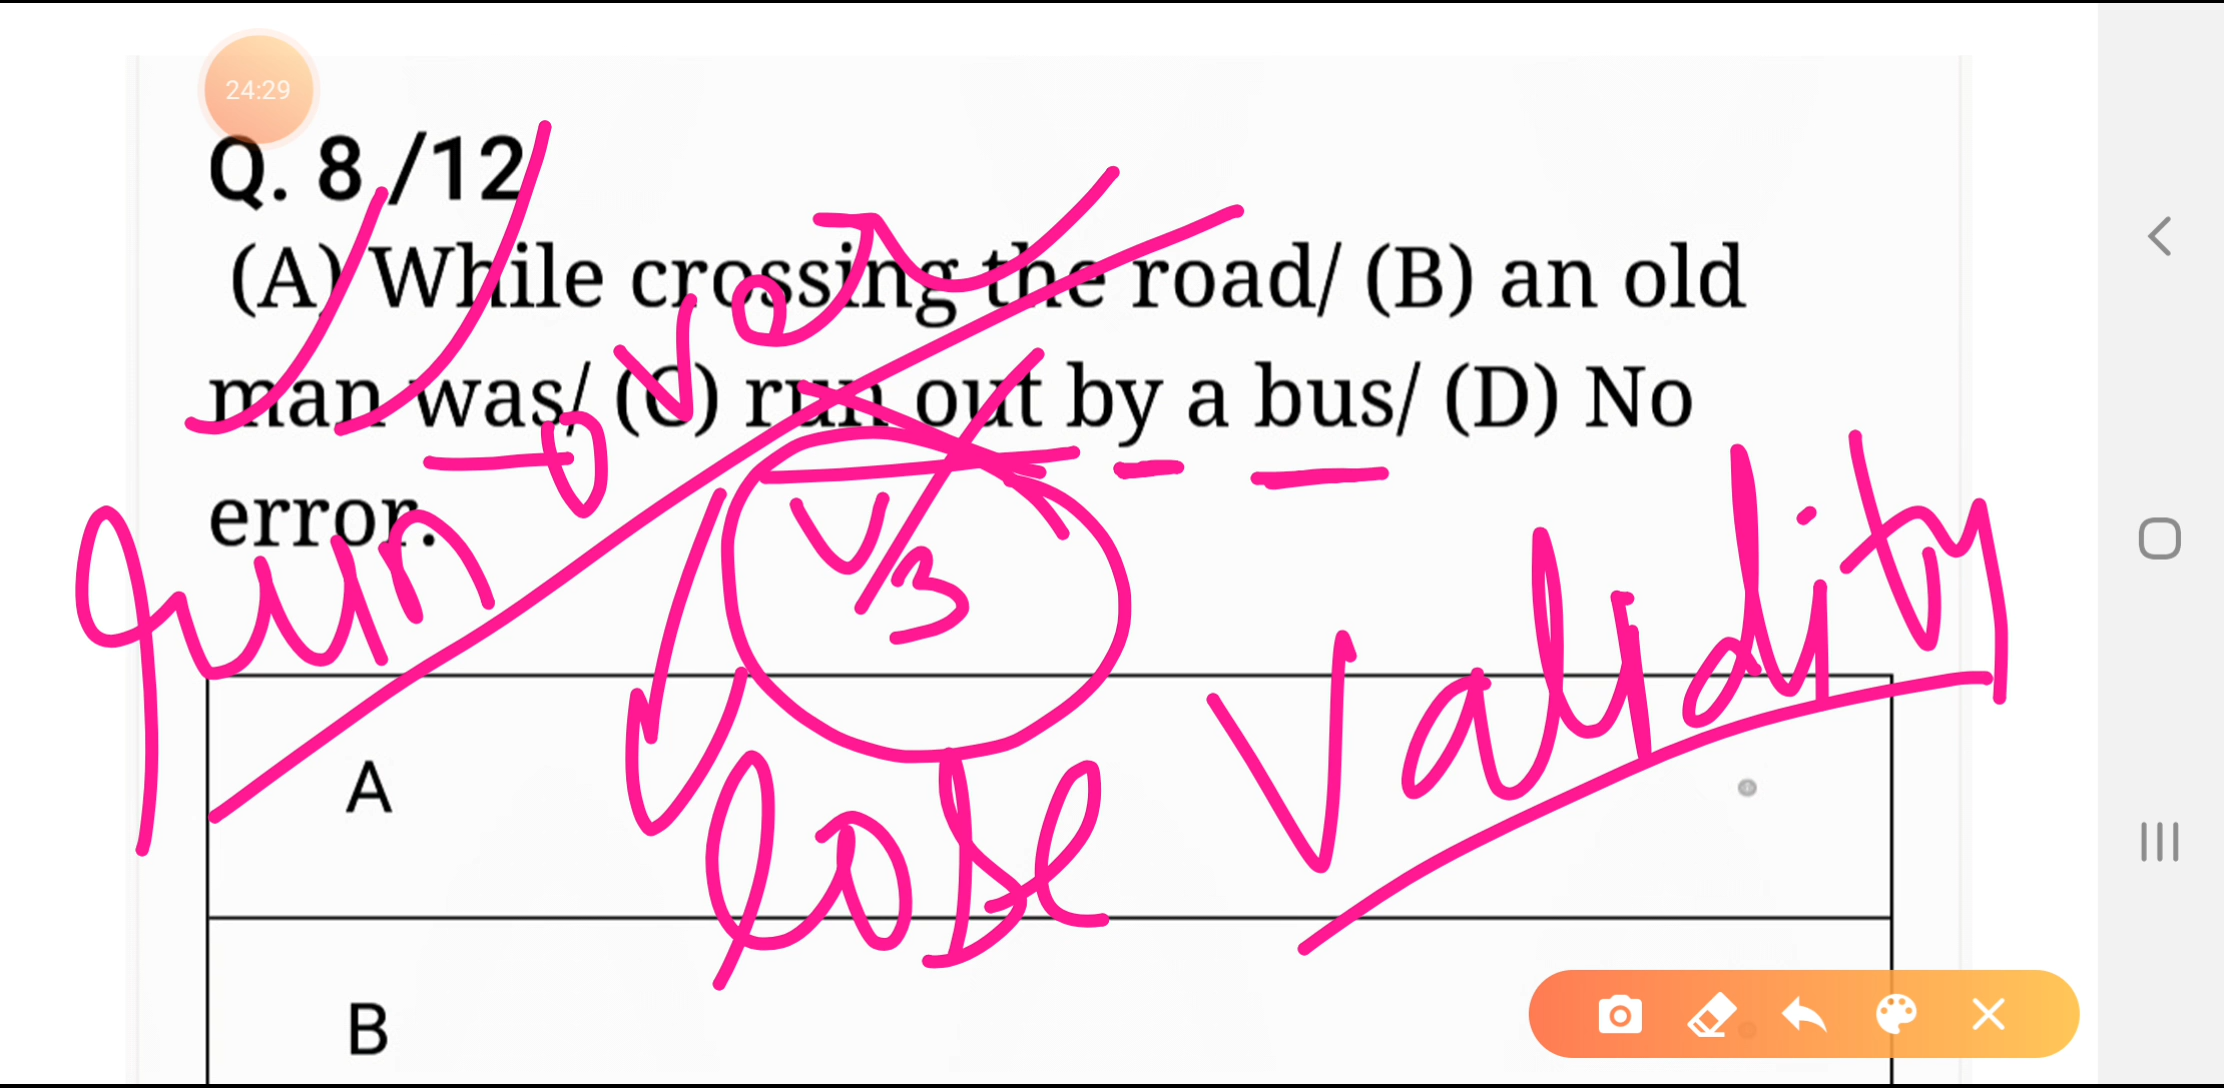 24:29
Q. 8 /12
(A) While crossing the road/ (B) an old
man was/ (C) run out by a bus/ (D) No
error.
run over
V3
lose validity
A
B